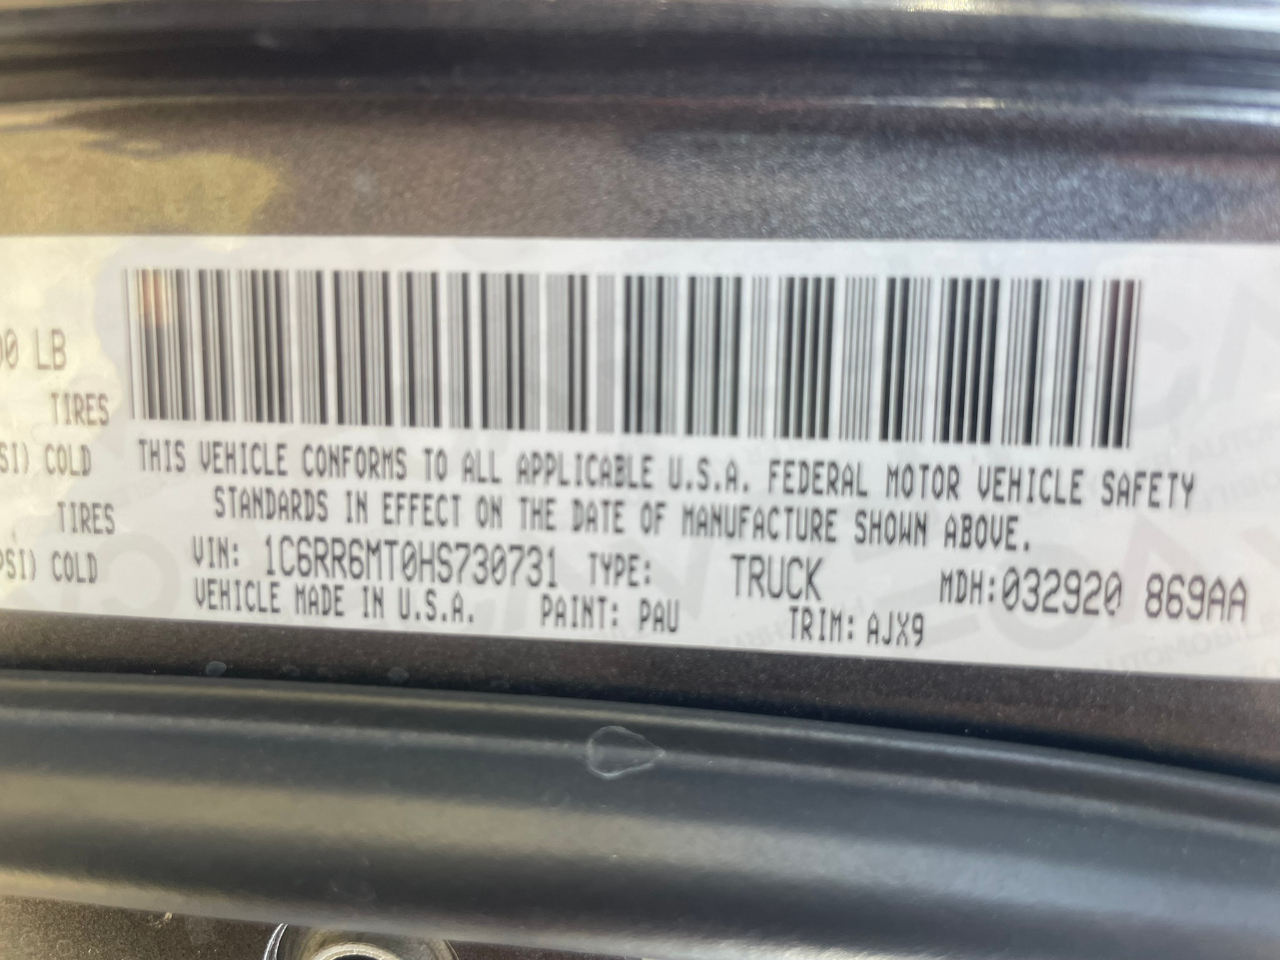 00 LB
TIRES
SI) COLD
TIRES
PSI) COLD
THIS VEHICLE CONFORMS TO ALL APPLICABLE U.S.A. FEDERAL MOTOR VEHICLE SAFETY
STANDARDS IN EFFECT ON THE DATE OF MANUFACTURE SHOWN ABOVE.
VIN: 1C6RR6MT0HS730731 TYPE: TRUCK MDH:032920 869AA
VEHICLE MADE IN U.S.A. PAINT: PAU TRIM: AJX9